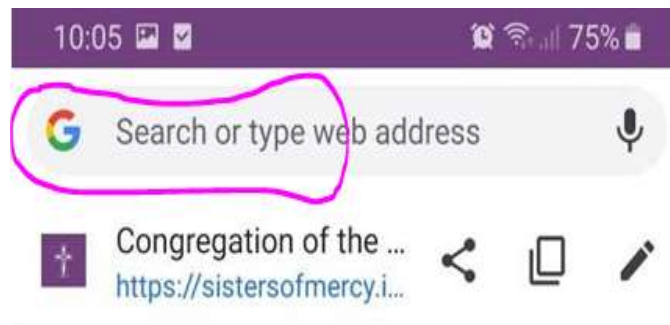 10:05 75%
Search or type web address
Congregation of the ...
https://sistersofmercy.i...